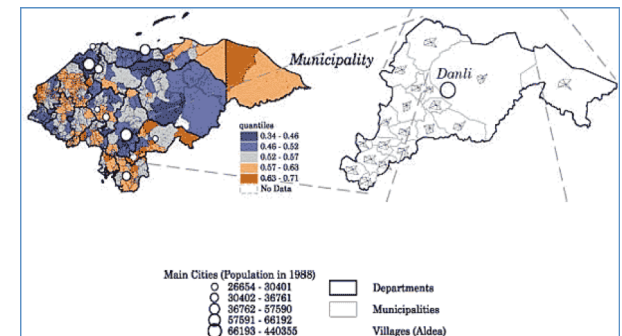 Municipality
Danli
quantiles
0.34 - 0.46
0.46 - 0.52
0.52 - 0.57
0.57 - 0.63
0.63 - 0.71
No Data
Main Cities (Population in 1988)
26654 - 30401
30402 - 36761
36762 - 57590
57591 - 66192
66193 - 440355
Departments
Municipalities
Villages (Aldea)